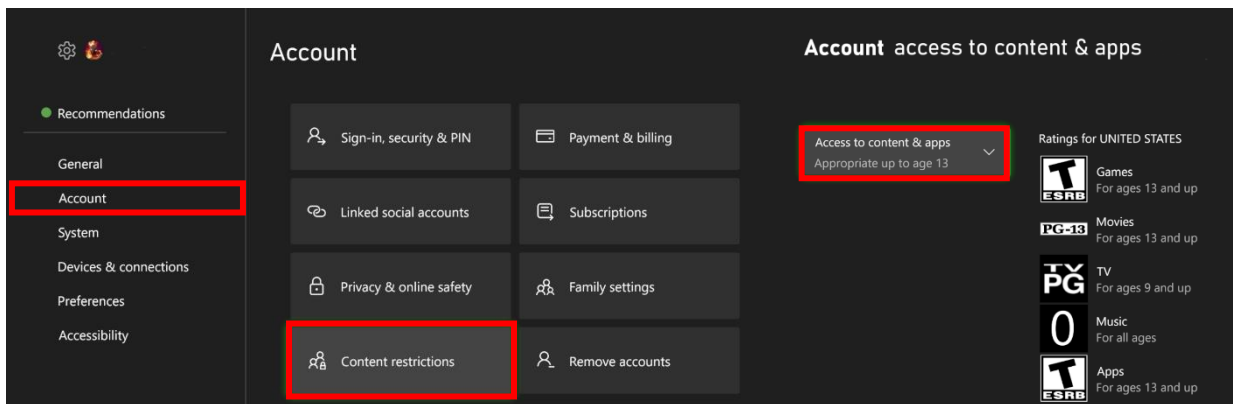 Account
Account access to content & apps
Recommendations
General
Account
System
Devices & connections
Preferences
Accessibility
Sign-in, security & PIN
Payment & billing
Linked social accounts
Subscriptions
Privacy & online safety
Family settings
Content restrictions
Remove accounts
Access to content & apps
Appropriate up to age 13
Ratings for UNITED STATES
T
ESRB
Games
For ages 13 and up
PG-13
Movies
For ages 13 and up
TV
PG
TV
For ages 9 and up
0
Music
For all ages
T
ESRB
Apps
For ages 13 and up